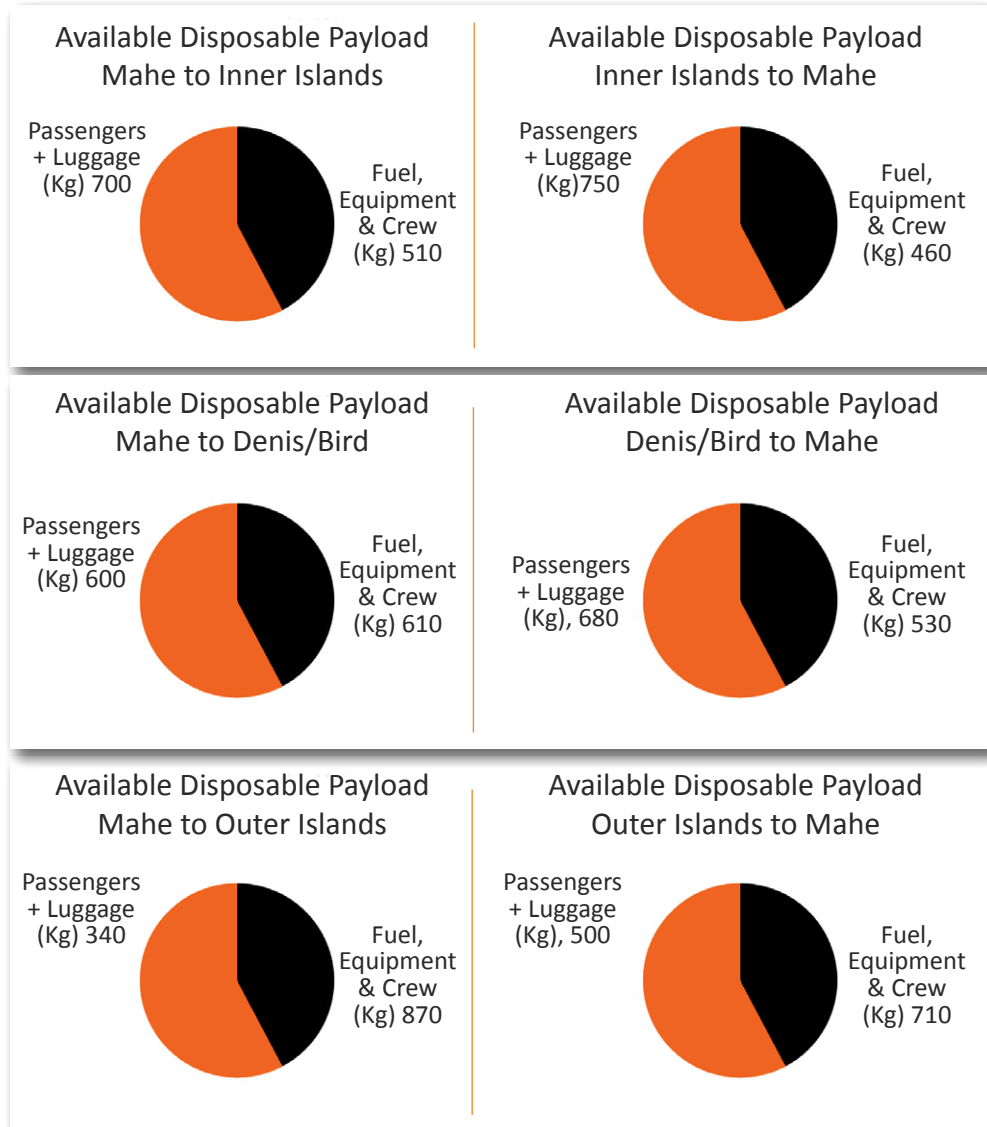 Available Disposable Payload
Mahe to Inner Islands
Passengers
+ Luggage
(Kg) 700
Fuel,
Equipment
& Crew
(Kg) 510
Available Disposable Payload
Inner Islands to Mahe
Passengers
+ Luggage
(Kg)750
Fuel,
Equipment
& Crew
(Kg) 460
Available Disposable Payload
Mahe to Denis/Bird
Passengers
+ Luggage
(Kg) 600
Fuel,
Equipment
& Crew
(Kg) 610
Available Disposable Payload
Denis/Bird to Mahe
Passengers
+ Luggage
(Kg), 680
Fuel,
Equipment
& Crew
(Kg) 530
Available Disposable Payload
Mahe to Outer Islands
Passengers
+ Luggage
(Kg) 340
Fuel,
Equipment
& Crew
(Kg) 870
Available Disposable Payload
Outer Islands to Mahe
Passengers
+ Luggage
(Kg), 500
Fuel,
Equipment
& Crew
(Kg) 710